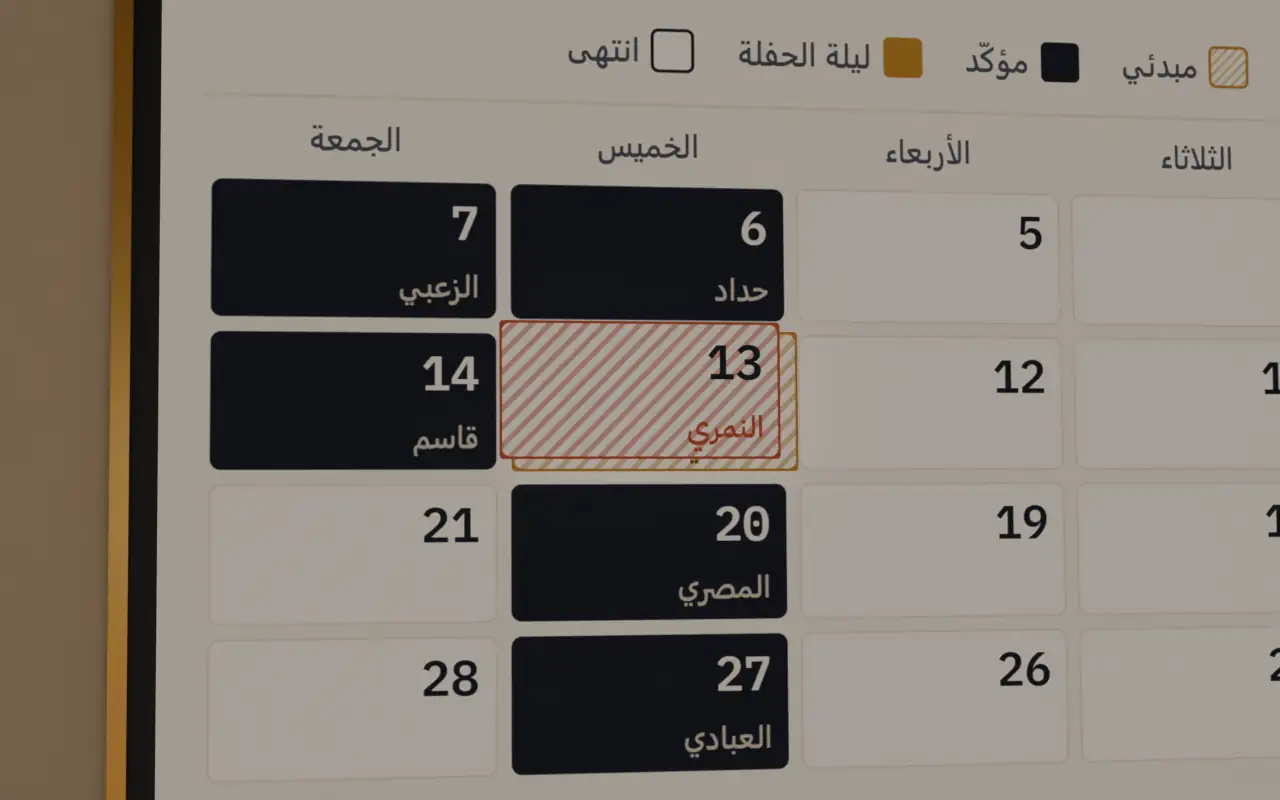 مبدئي مؤكّد ليلة الحفلة انتهى
الثلاثاء الأربعاء الخميس الجمعة
5 6 7
حداد الزعبي
12 13 14
النمري قاسم
19 20 21
المصري
26 27 28
العبادي